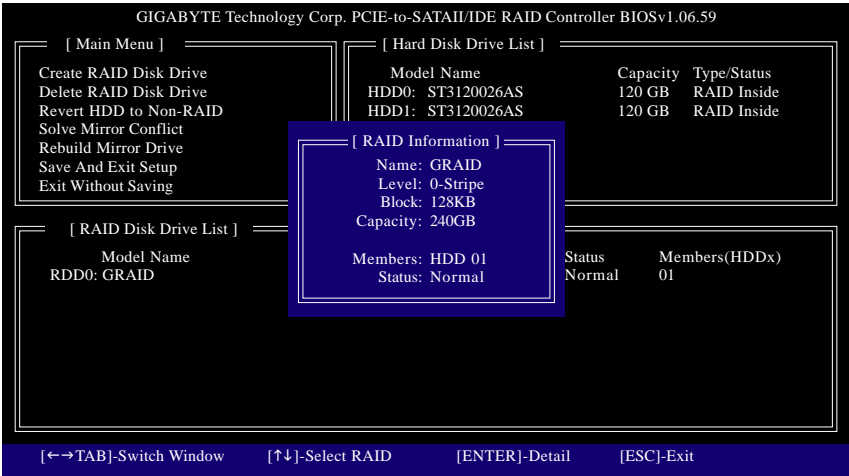 GIGABYTE Technology Corp. PCIE-to-SATAII/IDE RAID Controller BIOSv1.06.59
[ Main Menu ]
Create RAID Disk Drive
Delete RAID Disk Drive
Revert HDD to Non-RAID
Solve Mirror Conflict
Rebuild Mirror Drive
Save And Exit Setup
Exit Without Saving
[ Hard Disk Drive List ]
Model Name Capacity Type/Status
HDD0: ST3120026AS 120 GB RAID Inside
HDD1: ST3120026AS 120 GB RAID Inside
[ RAID Information ]
Name: GRAID
Level: 0-Stripe
Block: 128KB
Capacity: 240GB
Members: HDD 01
Status: Normal
[ RAID Disk Drive List ]
Model Name Status Members(HDDx)
RDD0: GRAID Normal 01
[←→TAB]-Switch Window [↑↓]-Select RAID [ENTER]-Detail [ESC]-Exit